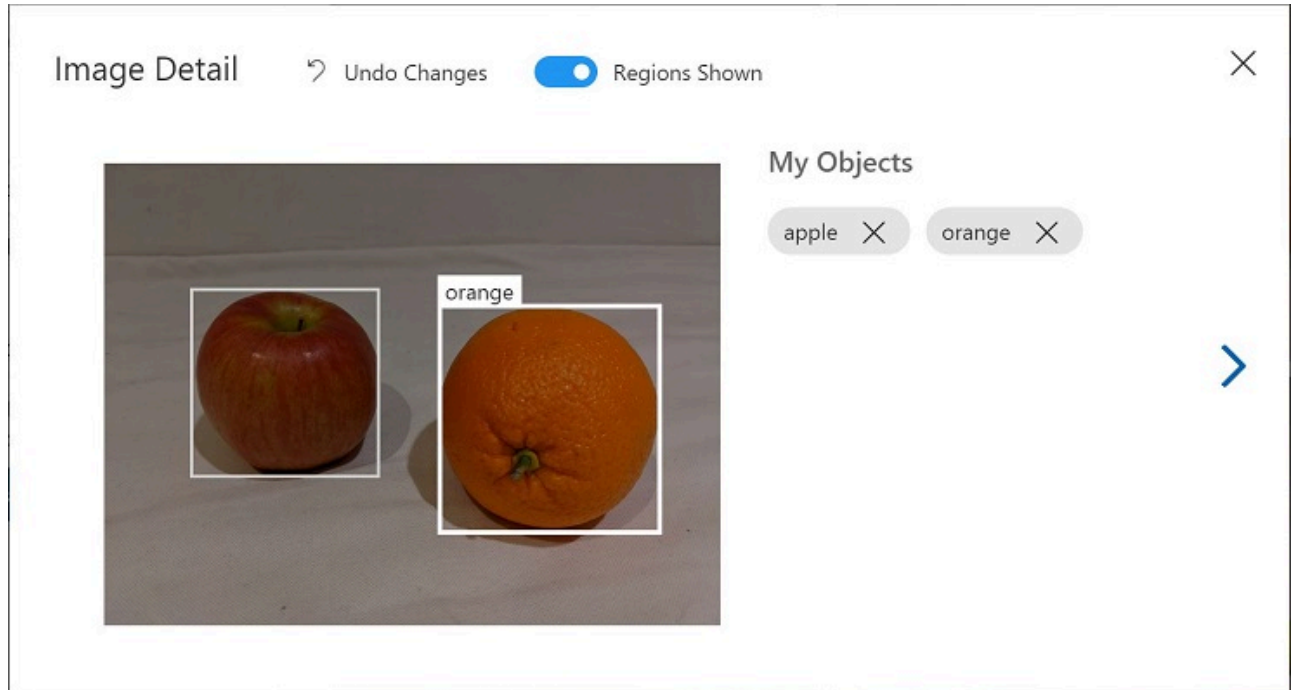 Image Detail
Undo Changes
Regions Shown
My Objects
apple
orange
orange